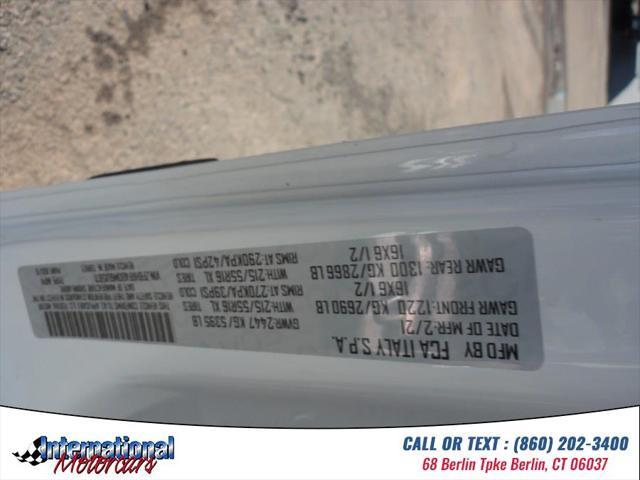 MFD BY FCA ITALY S.P.A.
DATE OF MFR: 2/21
GAWR FRONT: 1220 KG/2690 LB
16X6 1/2
GAWR REAR: 1300 KG/2866 LB
16X6 1/2
GVWR: 2447 KG/5395 LB
WITH: 215/55R16 XL TIRES
RIMS AT: 270KPA/39PSI COLD
WITH: 215/55R16 XL TIRES
RIMS AT: 290KPA/42PSI COLD
International
Motorcars
CALL OR TEXT : (860) 202-3400
68 Berlin Tpke Berlin, CT 06037